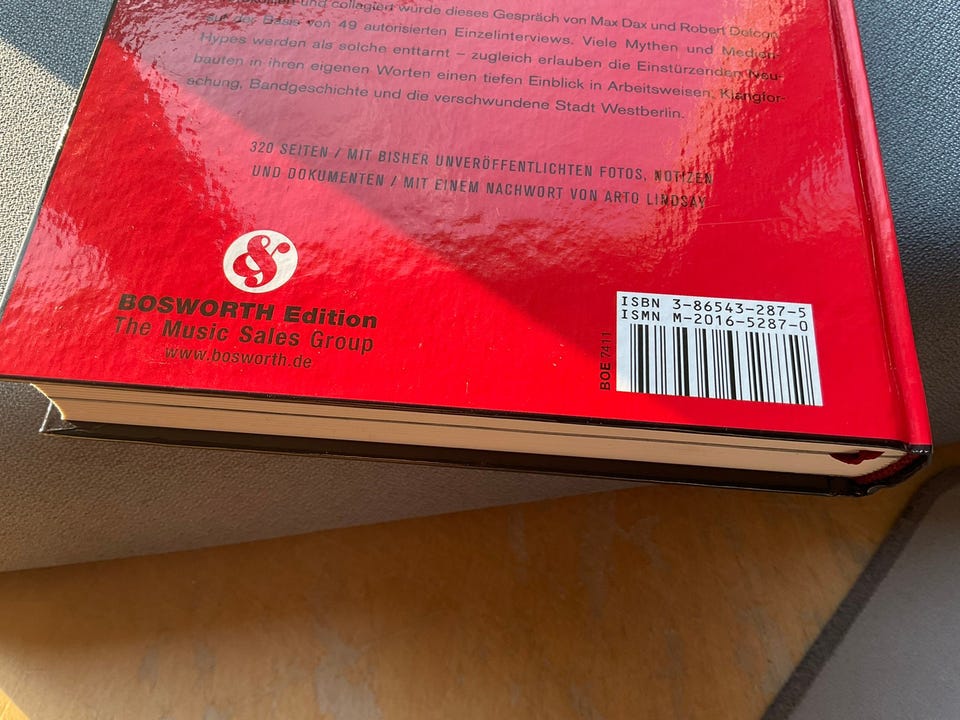 und collagiert wurde dieses Gespräch von Max Dax und Robert Defcon
auf der Basis von 49 autorisierten Einzelinterviews. Viele Mythen und Medien-
Hypes werden als solche enttarnt – zugleich erlauben die Einstürzenden Neu-
bauten in ihren eigenen Worten einen tiefen Einblick in Arbeitsweisen, Klangfor-
schung, Bandgeschichte und die verschwundene Stadt Westberlin.
320 SEITEN / MIT BISHER UNVERÖFFENTLICHTEN FOTOS, NOTIZEN
UND DOKUMENTEN / MIT EINEM NACHWORT VON ARTO LINDSAY
&
BOSWORTH Edition
The Music Sales Group
www.bosworth.de
BOE 7411
ISBN 3-86543-287-5
ISMN M-2016-5287-0